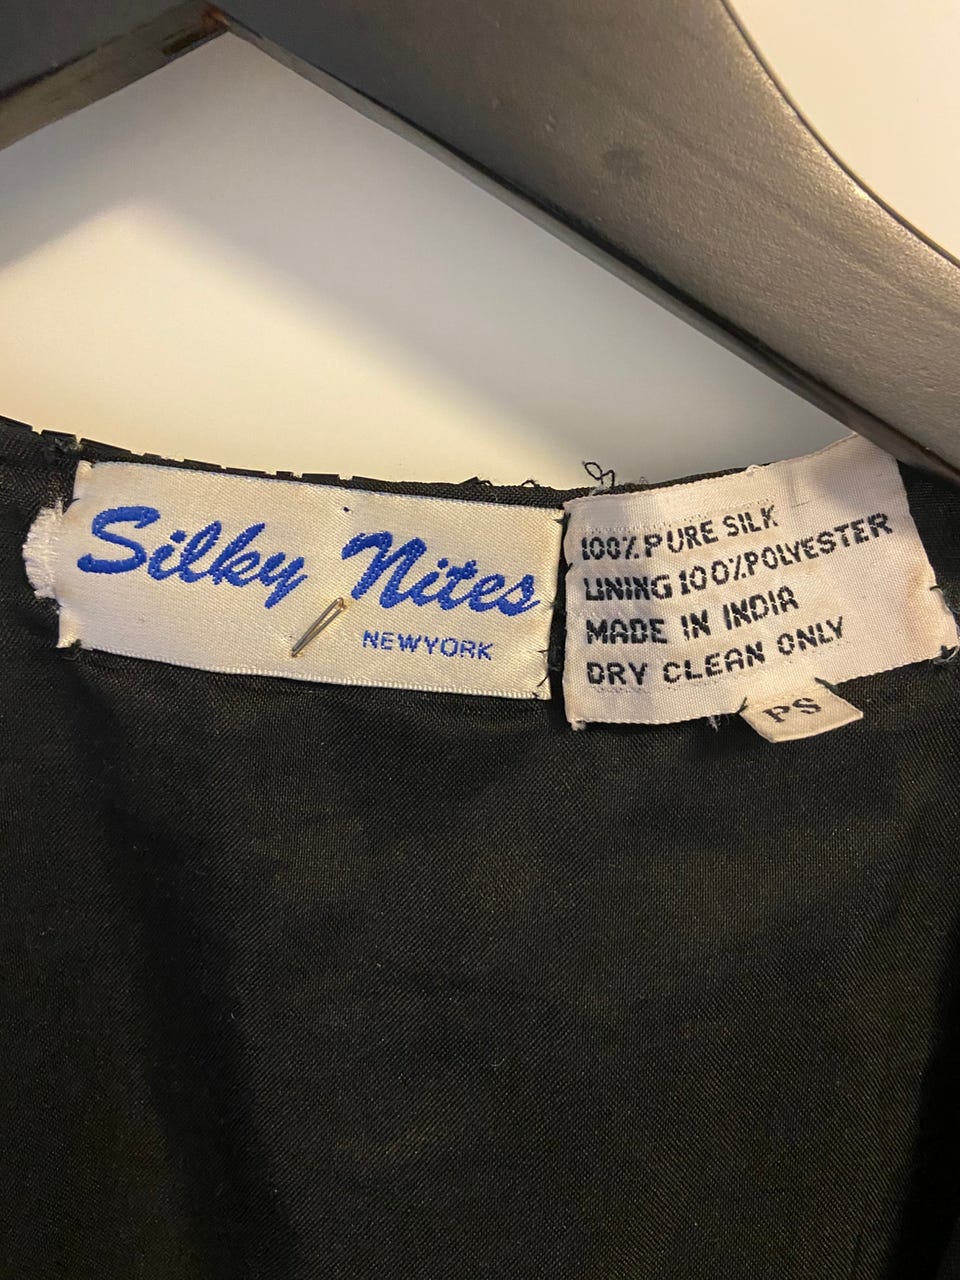 Silky Nites
NEWYORK
100% PURE SILK
LINING 100% POLYESTER
MADE IN INDIA
DRY CLEAN ONLY
PS